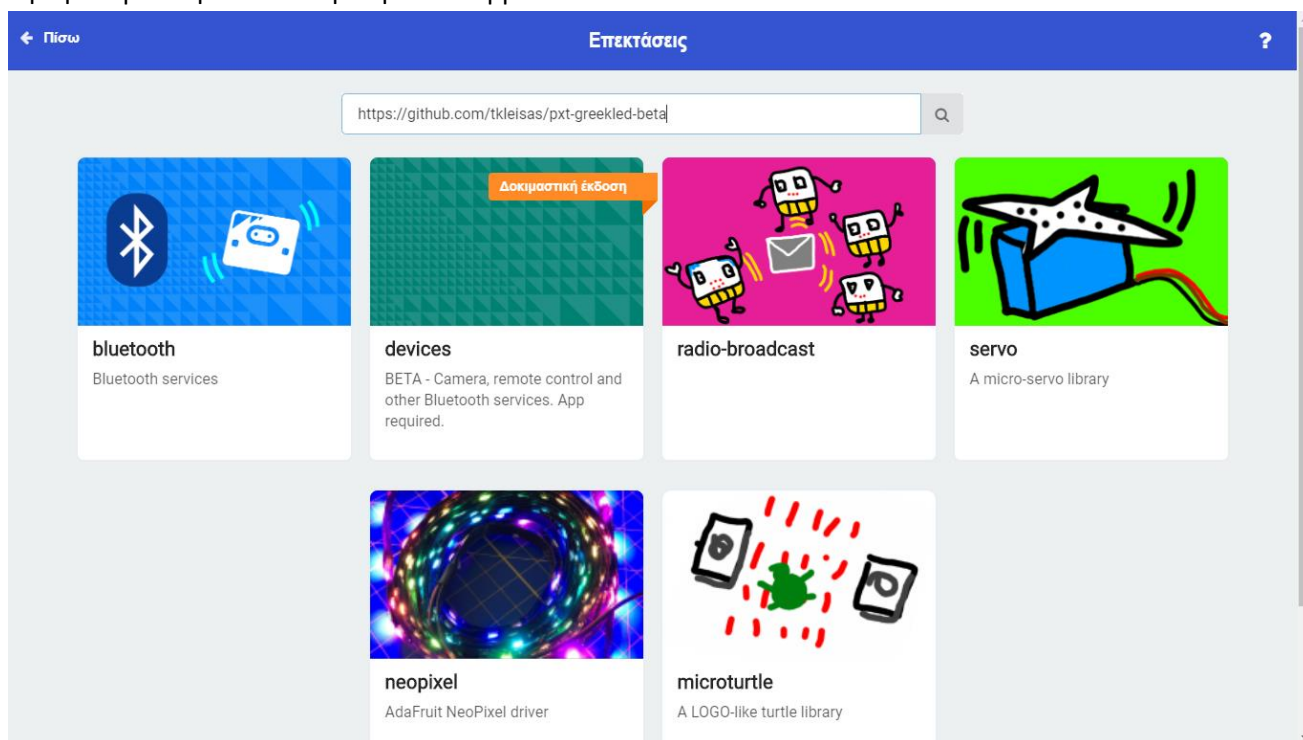 Πίσω
Επεκτάσεις
?
https://github.com/tkleisas/pxt-greekled-beta
Δοκιμαστική έκδοση
bluetooth
Bluetooth services
devices
BETA - Camera, remote control and
other Bluetooth services. App
required.
radio-broadcast
servo
A micro-servo library
neopixel
AdaFruit NeoPixel driver
microturtle
A LOGO-like turtle library